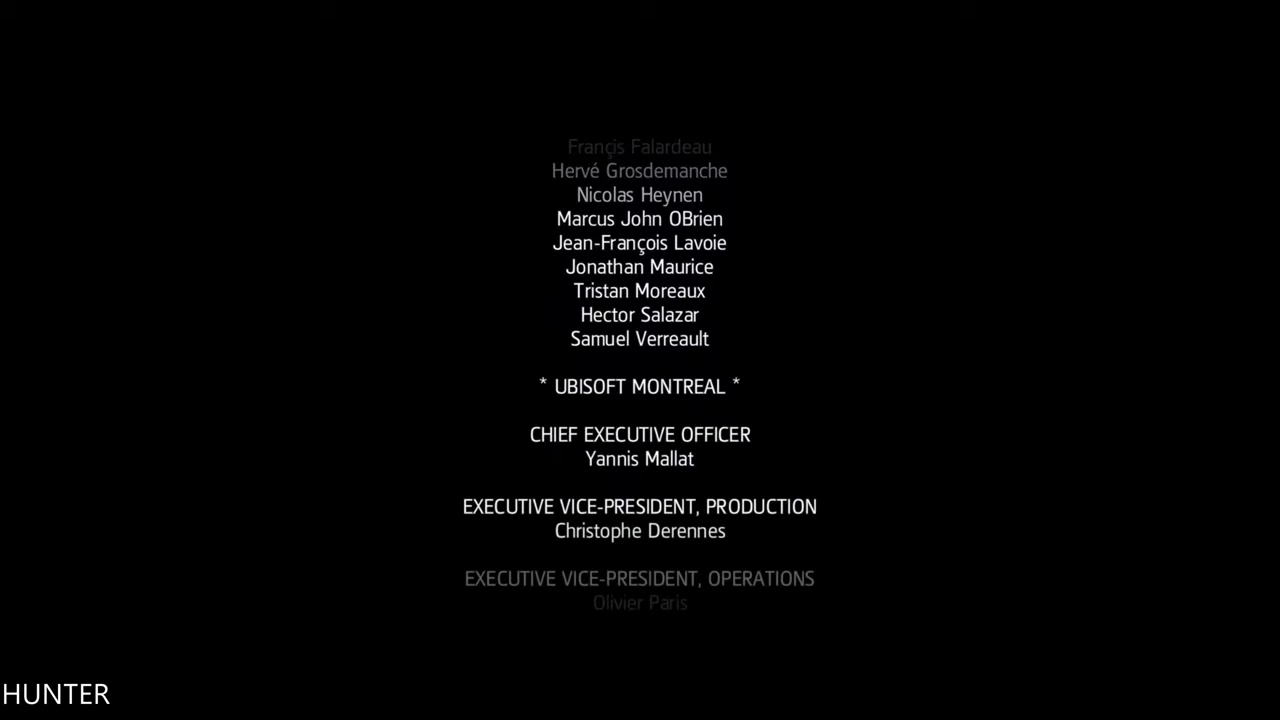 Françis Falardeau
Hervé Grosdemanche
Nicolas Heynen
Marcus John OBrien
Jean-François Lavoie
Jonathan Maurice
Tristan Moreaux
Hector Salazar
Samuel Verreault
* UBISOFT MONTREAL *
CHIEF EXECUTIVE OFFICER
Yannis Mallat
EXECUTIVE VICE-PRESIDENT, PRODUCTION
Christophe Derennes
EXECUTIVE VICE-PRESIDENT, OPERATIONS
Olivier Paris
HUNTER